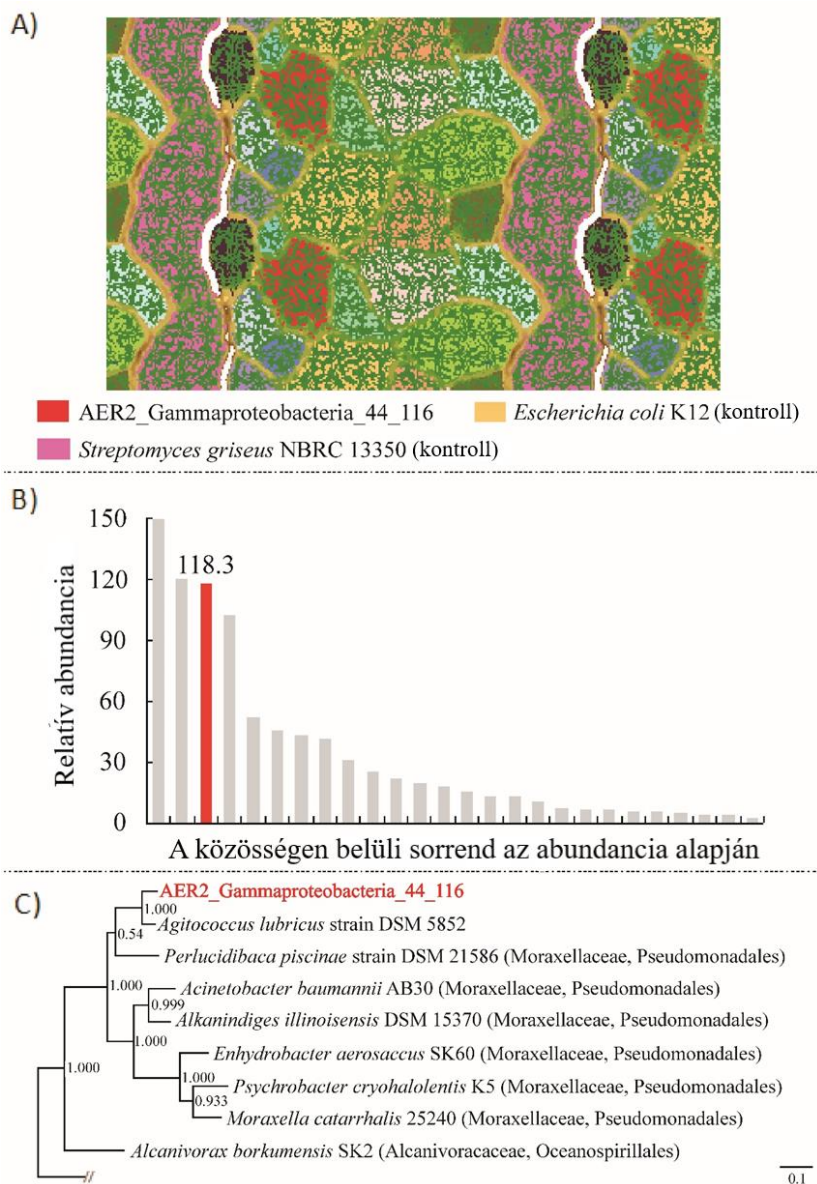 A)
AER2_Gammaproteobacteria_44_116
Escherichia coli K12 (kontroll)
Streptomyces griseus NBRC 13350 (kontroll)
B)
Relatív abundancia
150
120
90
60
30
0
118.3
A közösségen belüli sorrend az abundancia alapján
C)
AER2_Gammaproteobacteria_44_116
1.000
Agitococcus lubricus strain DSM 5852
0.54
Perlucidibaca piscinae strain DSM 21586 (Moraxellaceae, Pseudomonadales)
1.000
Acinetobacter baumannii AB30 (Moraxellaceae, Pseudomonadales)
0.999
Alkanindiges illinoisensis DSM 15370 (Moraxellaceae, Pseudomonadales)
1.000
Enhydrobacter aerosaccus SK60 (Moraxellaceae, Pseudomonadales)
1.000
1.000
Psychrobacter cryohalolentis K5 (Moraxellaceae, Pseudomonadales)
0.933
Moraxella catarrhalis 25240 (Moraxellaceae, Pseudomonadales)
Alcanivorax borkumensis SK2 (Alcanivoracaceae, Oceanospirillales)
0.1